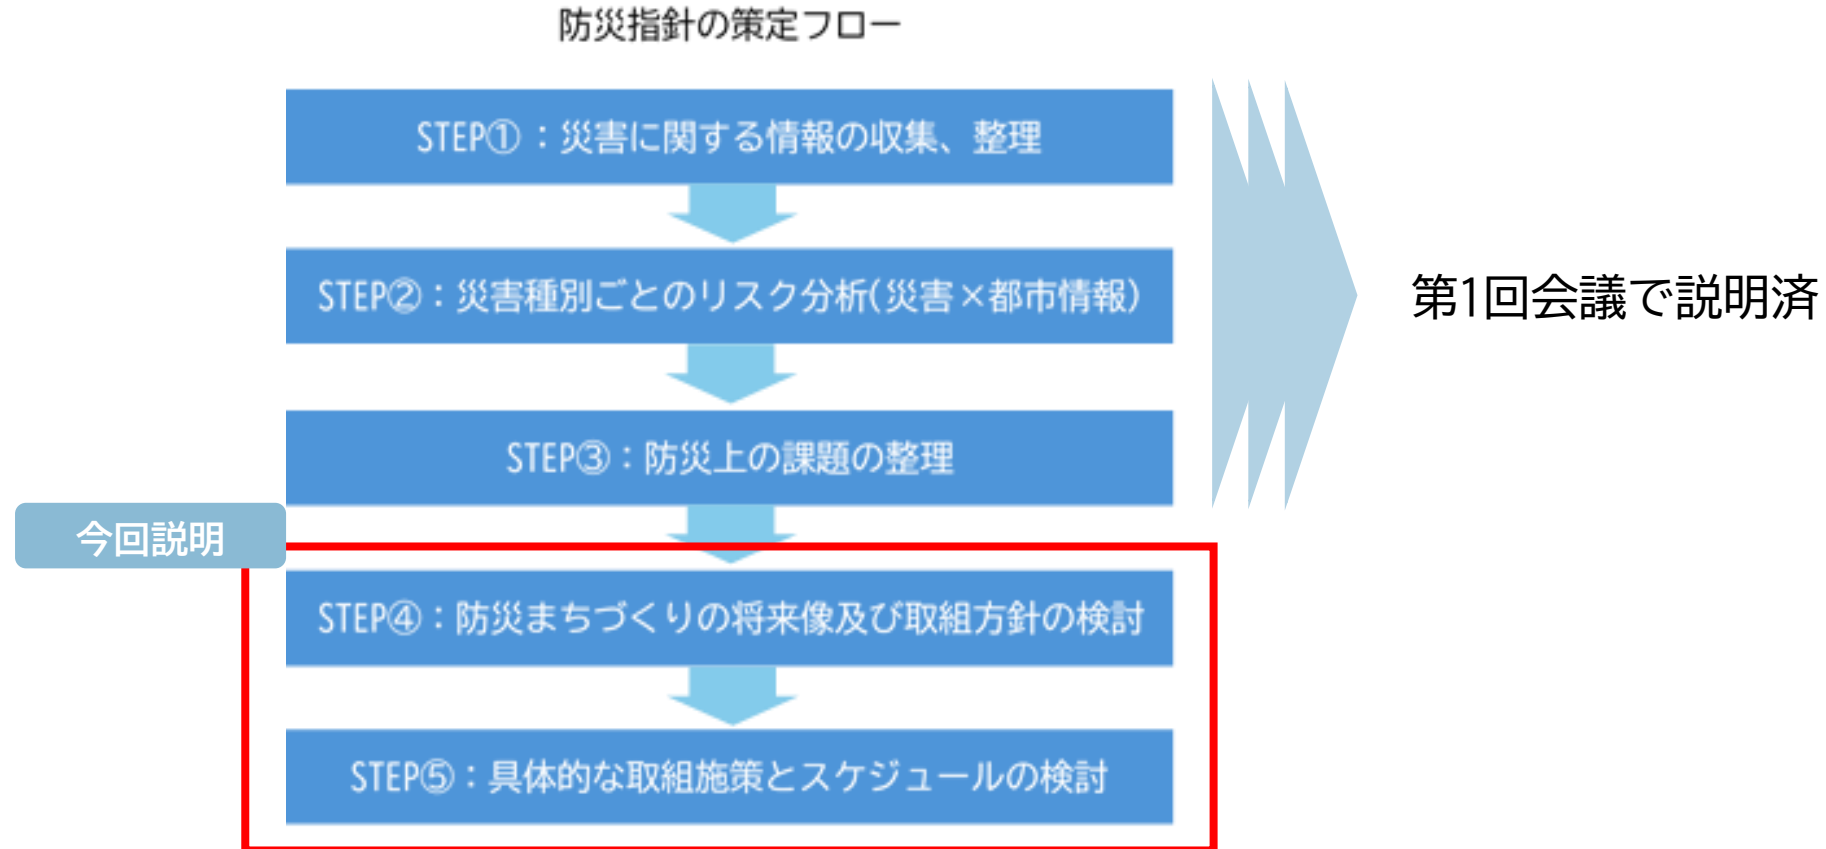 防災指針の策定フロー
STEP①：災害に関する情報の収集、整理
STEP②：災害種別ごとのリスク分析(災害×都市情報)
第1回会議で説明済
STEP③：防災上の課題の整理
今回説明
STEP④：防災まちづくりの将来像及び取組方針の検討
STEP⑤：具体的な取組施策とスケジュールの検討